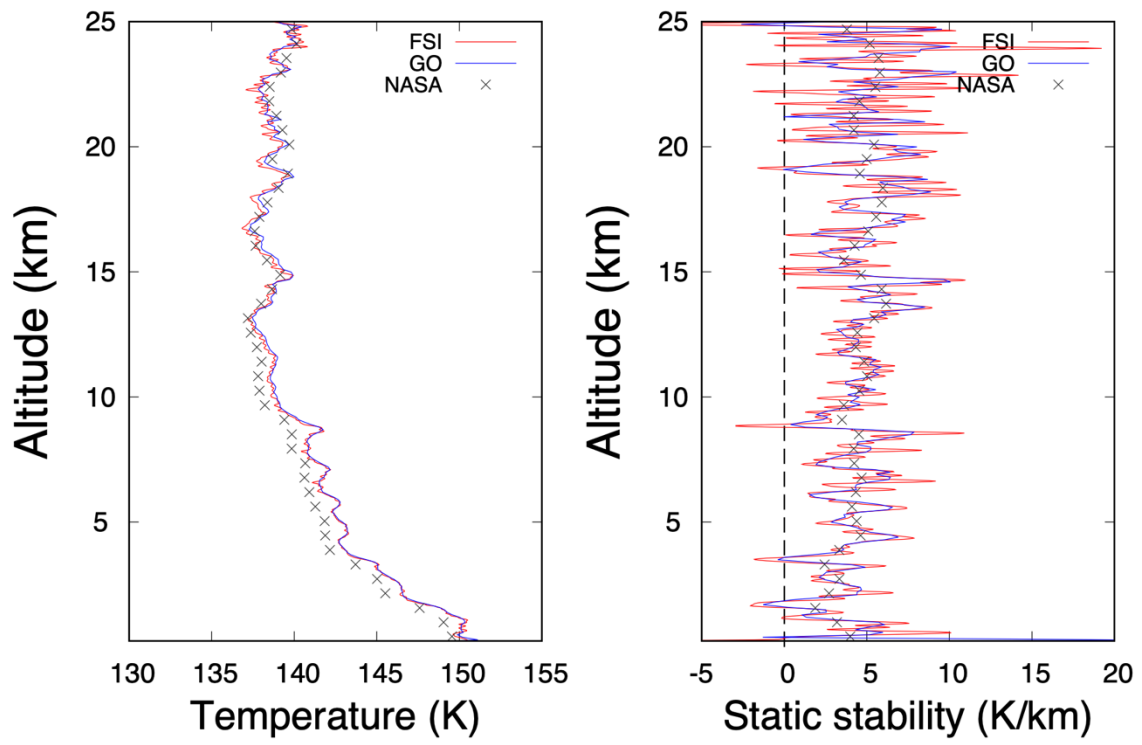 25
20
15
10
5
130
135
140
145
150
155
Altitude (km)
Temperature (K)
FSI
GO
NASA
25
20
15
10
5
-5
0
5
10
15
20
Altitude (km)
Static stability (K/km)
FSI
GO
NASA